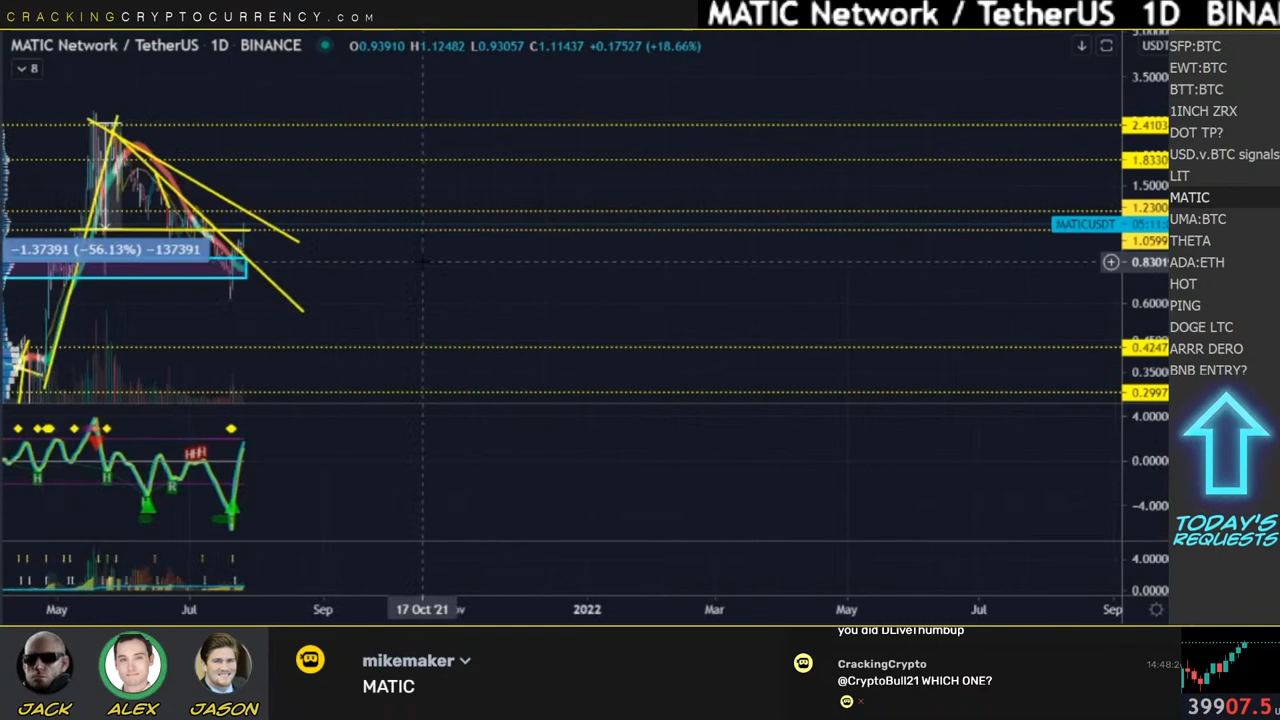 CRACKINGCRYPTOCURRENCY.com
MATIC Network / TetherUS 1D BINA
MATIC Network / TetherUS 1D BINANCE O0.93910 H1.12482 L0.93057 C1.11437 +0.17527 (+18.66%)
USDT
8
3.5000
2.4103
1.8330
1.5000
1.2300
MATICUSDT
1.0599
−1.37391 (−56.13%) −137391
0.8301
0.6000
0.4247
0.3500
0.2997
4.0000
0.0000
−4.0000
H
H
R
4.0000
0.0000
May
Jul
Sep
17 Oct '21
2022
Mar
May
Jul
Sep
SFP:BTC
EWT:BTC
BTT:BTC
1INCH ZRX
DOT TP?
USD.v.BTC signals
LIT
MATIC
UMA:BTC
THETA
ADA:ETH
HOT
PING
DOGE LTC
ARRR DERO
BNB ENTRY?
TODAY'S
REQUESTS
JACK
ALEX
JASON
mikemaker
MATIC
you did DLiveThumbup
CrackingCrypto
@CryptoBull21 WHICH ONE?
39907.5